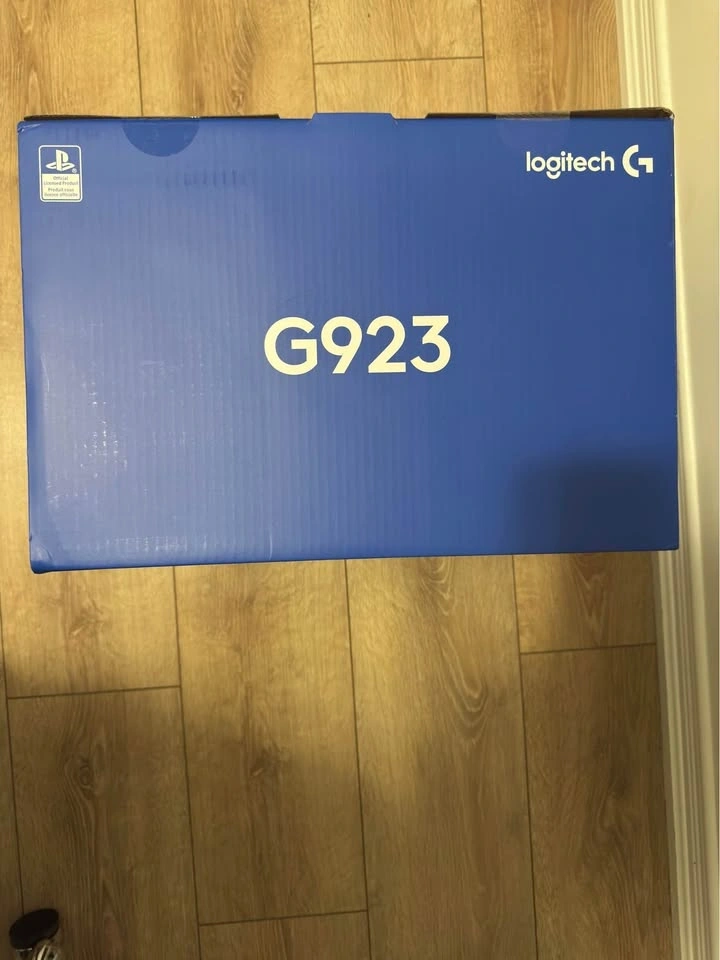 Official
Licensed Product
Produit sous
licence officielle
logitech G
G923